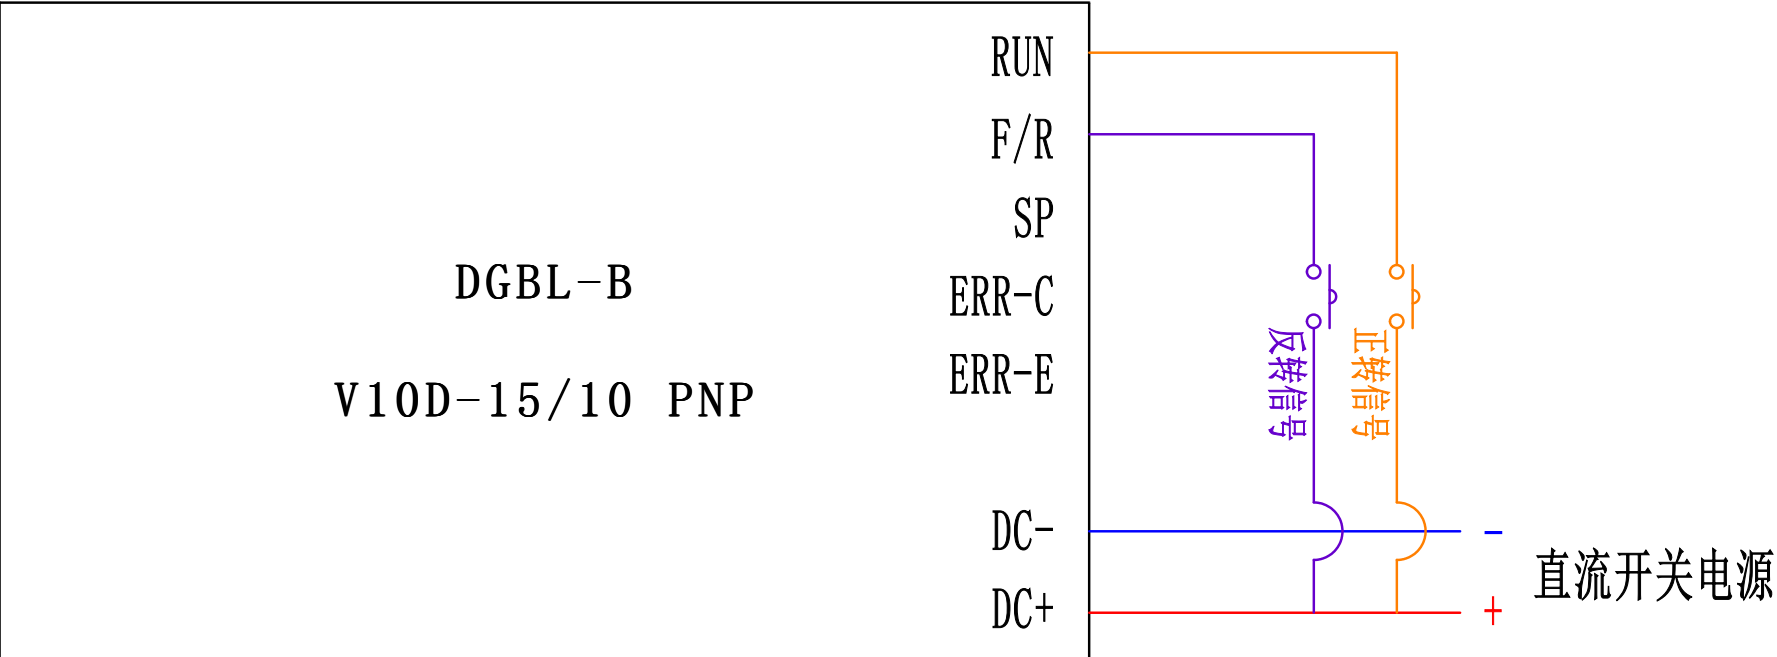 RUN
F/R
SP
DGBL-B
ERR-C
V10D-15/10 PNP
ERR-E
反转信号
正转信号
DC-
-
直流开关电源
DC+
+